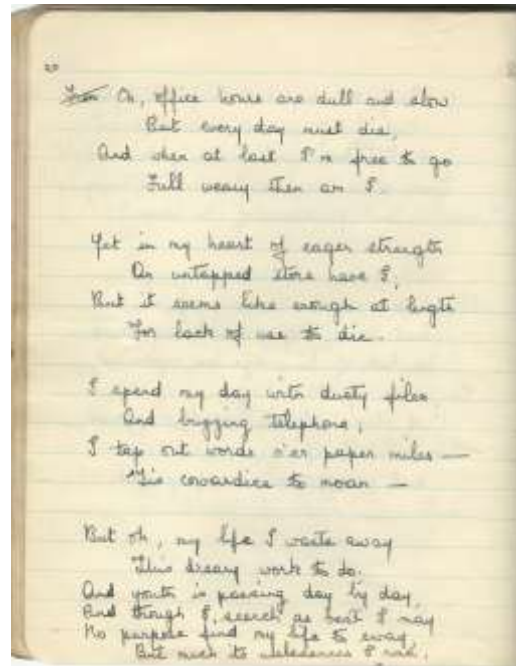 20
Oh, office hours are dull and slow
But every day must die,
And when at last I'm free to go
Full weary then am I.
Yet in my heart of eager strength
An untapped store have I,
But it seems like enough at length
For lack of use to die.
I spend my day with dusty files
And buzzing telephone,
I tap out words o'er paper miles —
'Tis cowardice to moan —
But oh, my life I waste away
This dreary work to do.
And youth is passing day by day,
And though I search as best I may
No purpose find my life to sway,
But much to uselessness I